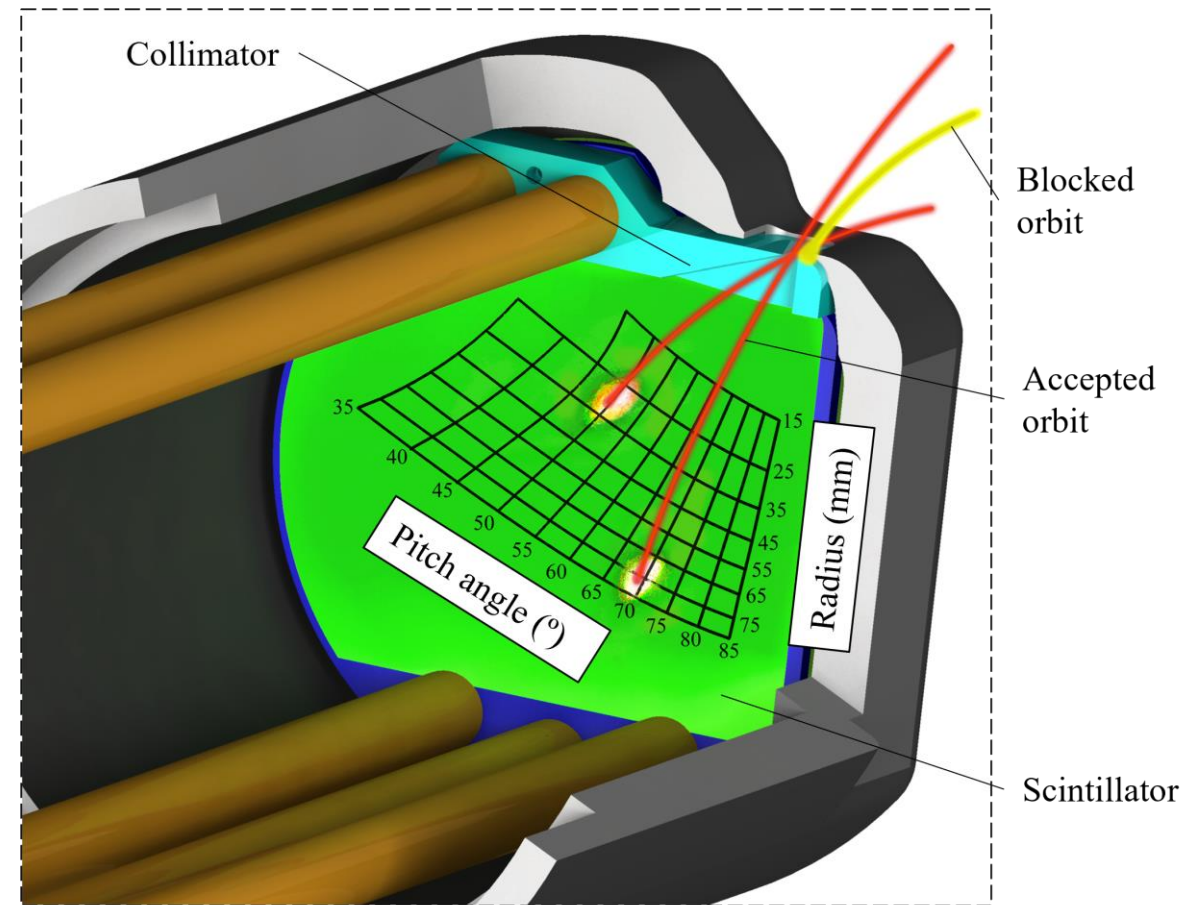 Collimator
Blocked
orbit
Accepted
orbit
35
40
45
50
55
60
65
70
75
80
85
15
25
35
45
55
65
75
Pitch angle (º)
Radius (mm)
Scintillator